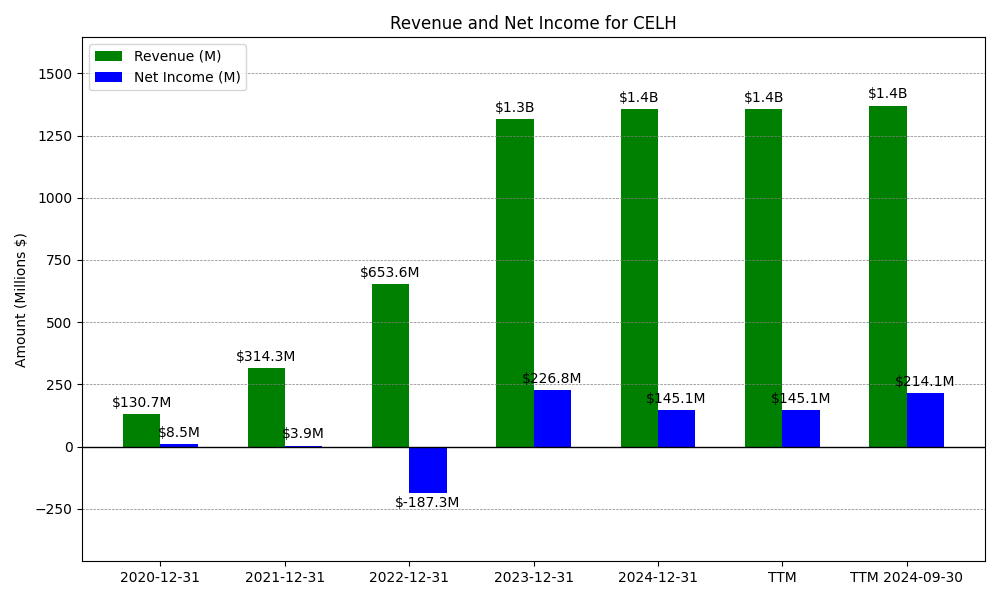 Revenue and Net Income for CELH
Revenue (M)
Net Income (M)
Amount (Millions $)
1500
1250
1000
750
500
250
0
−250
$130.7M
$8.5M
$314.3M
$3.9M
$653.6M
$-187.3M
$1.3B
$226.8M
$1.4B
$145.1M
$1.4B
$145.1M
$1.4B
$214.1M
2020-12-31
2021-12-31
2022-12-31
2023-12-31
2024-12-31
TTM
TTM 2024-09-30